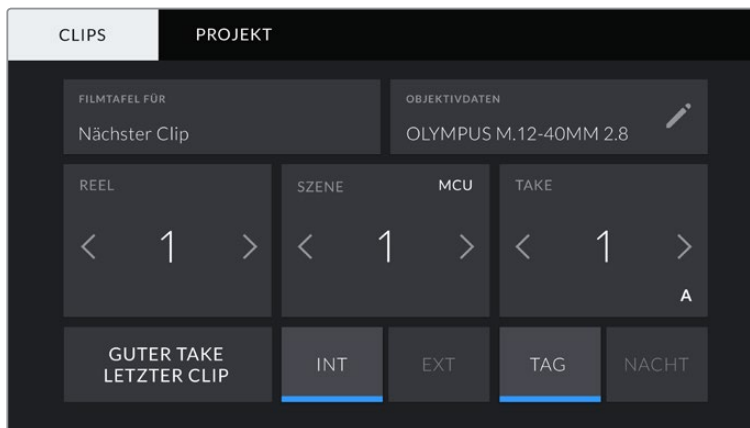 CLIPS PROJEKT
FILMTAFEL FÜR OBJEKTIVDATEN
Nächster Clip OLYMPUS M.12-40MM 2.8
REEL SZENE MCU TAKE
< 1 > < 1 > < 1 >
A
GUTER TAKE
LETZTER CLIP INT EXT TAG NACHT